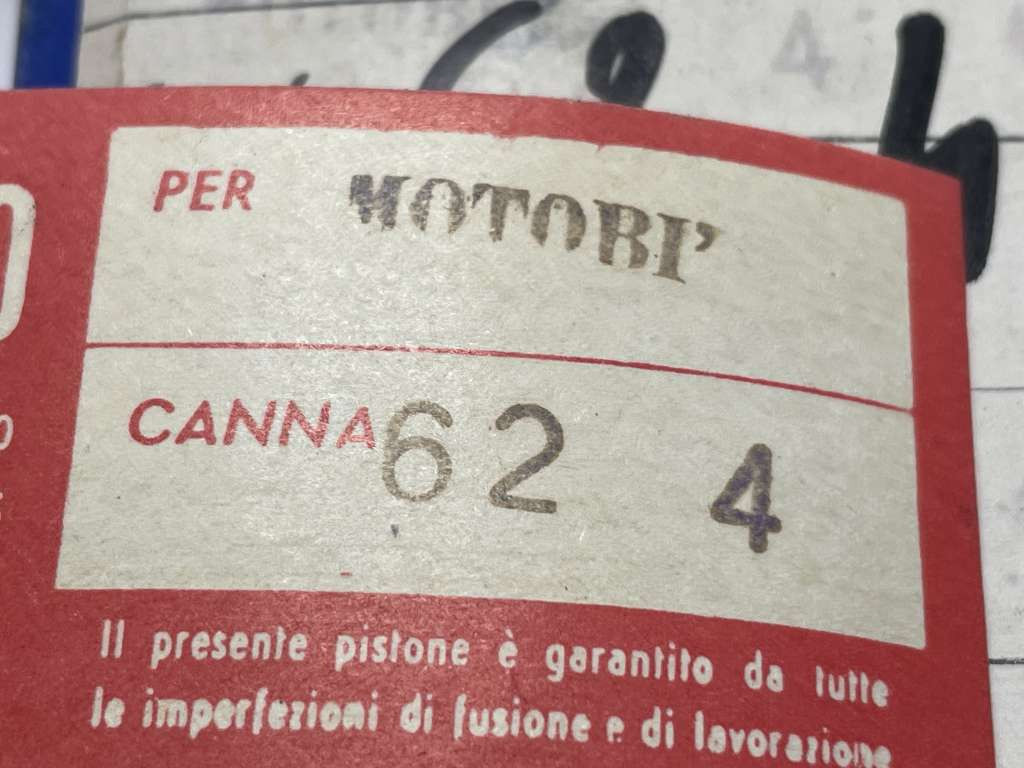 PER MOTOBI'
CANNA 62 4
Il presente pistone è garantito da tutte
le imperfezioni di fusione e di lavorazione